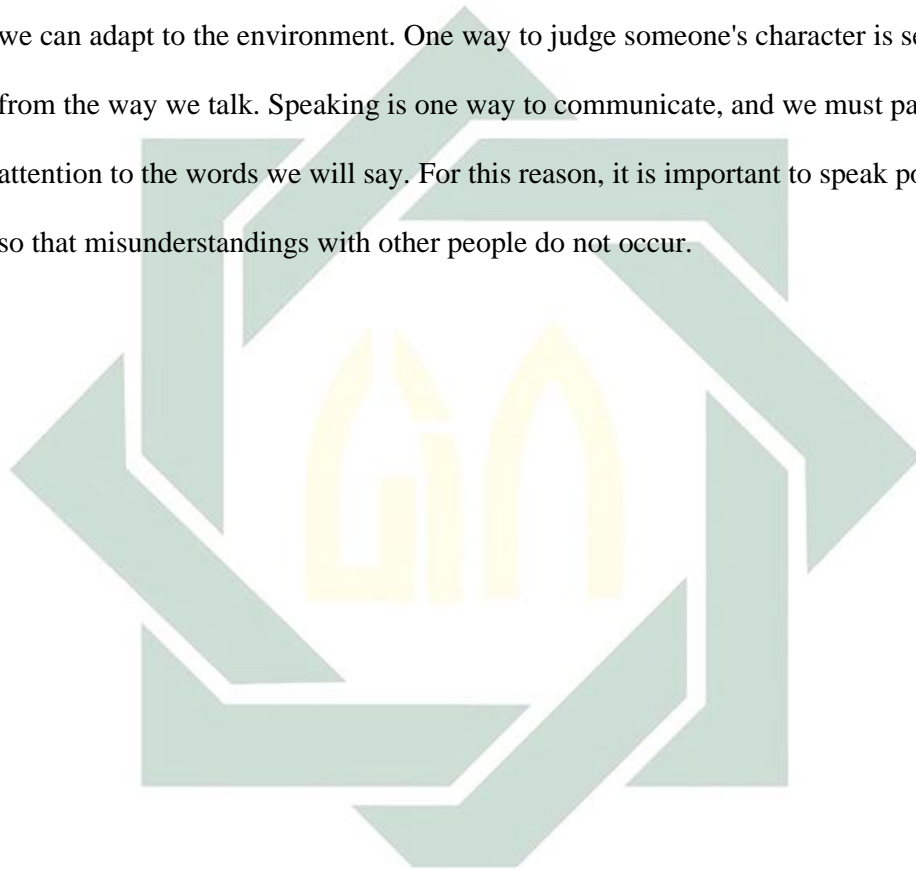 we can adapt to the environment. One way to judge someone's character is
from the way we talk. Speaking is one way to communicate, and we must
attention to the words we will say. For this reason, it is important to speak
so that misunderstandings with other people do not occur.